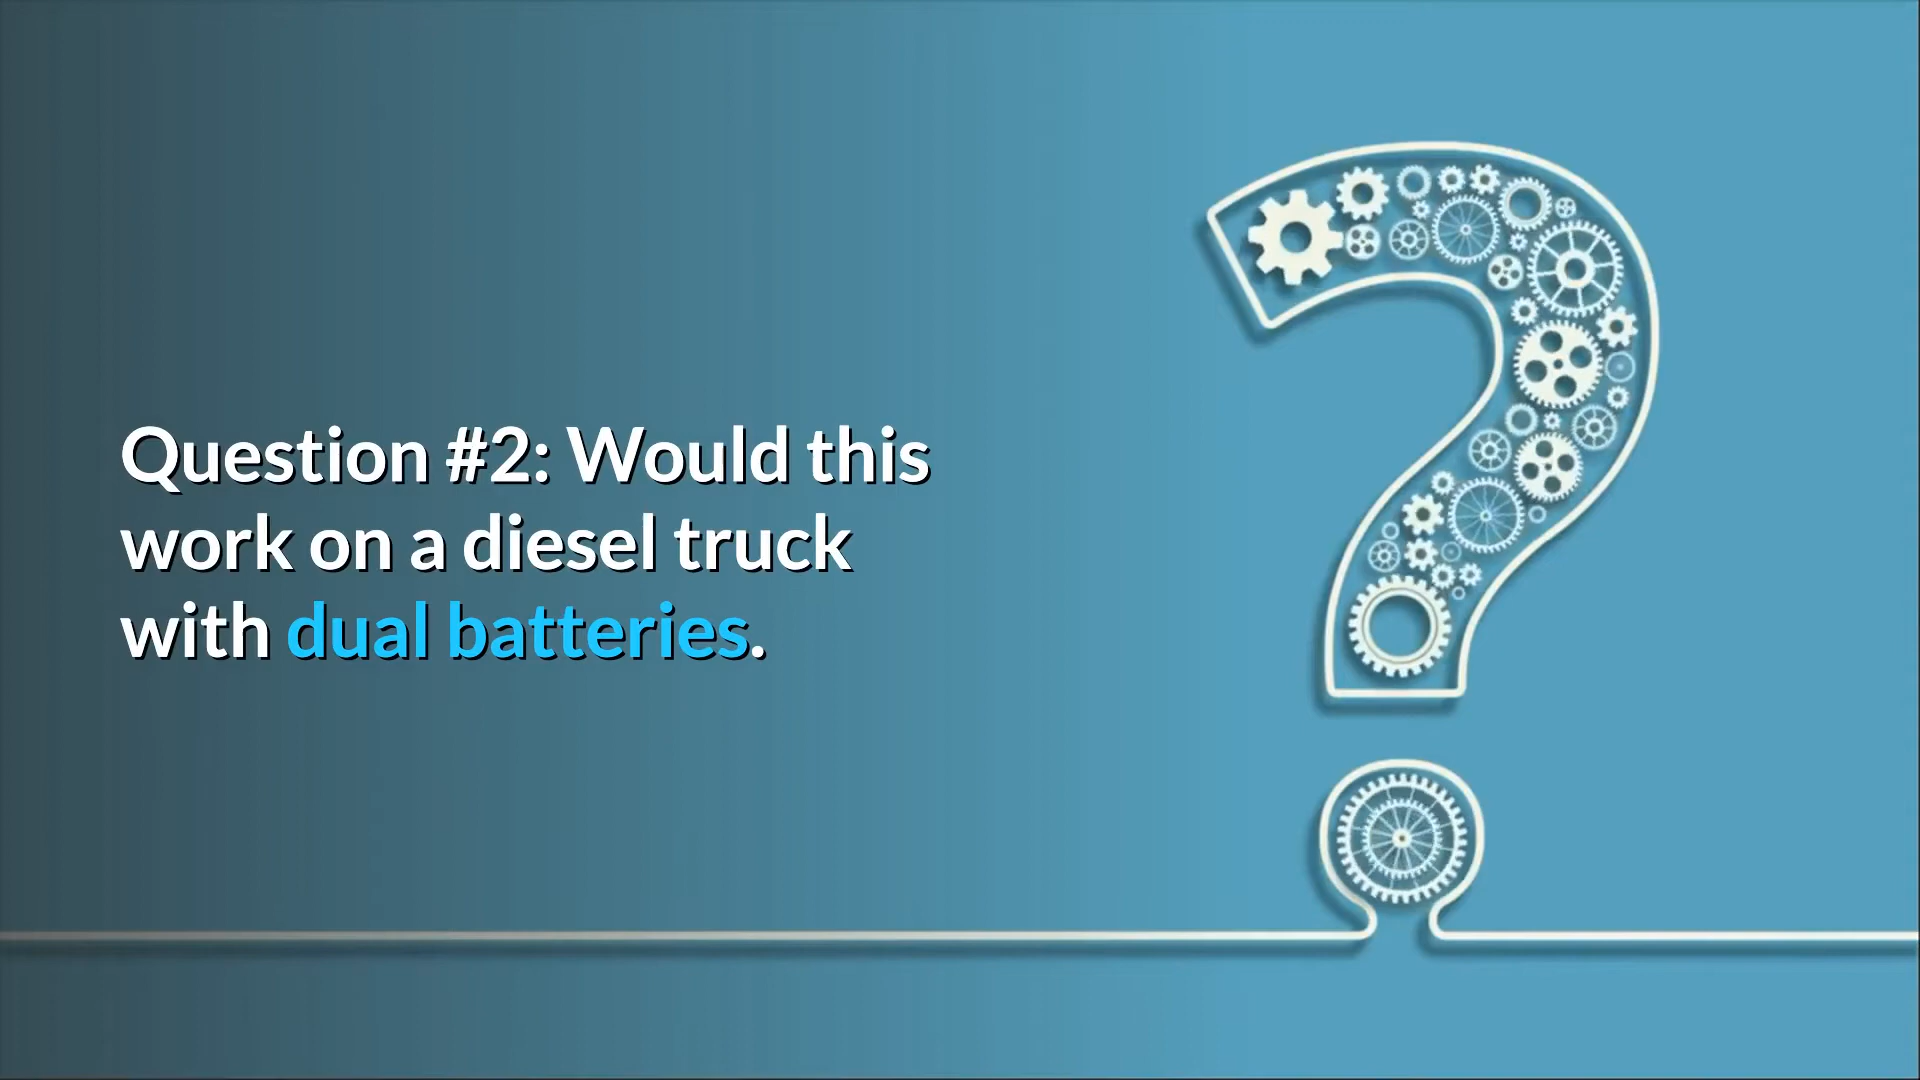 Question #2: Would this
work on a diesel truck
with dual batteries.